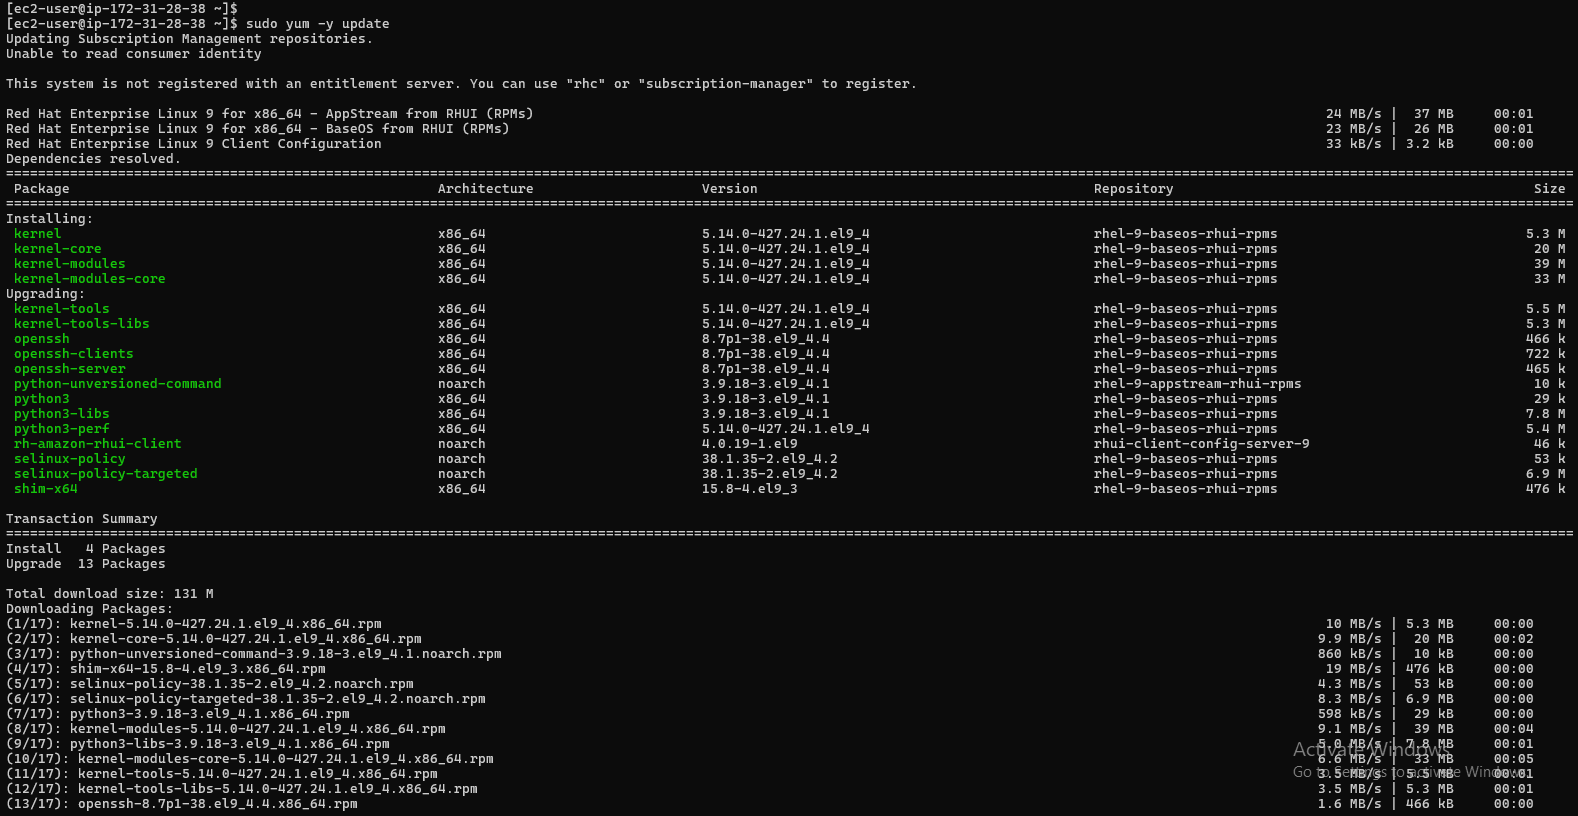 [ec2-user@ip-172-31-28-38 ~]$
[ec2-user@ip-172-31-28-38 ~]$ sudo yum -y update
Updating Subscription Management repositories.
Unable to read consumer identity
This system is not registered with an entitlement server. You can use "rhc" or "subscription-manager" to register.
Red Hat Enterprise Linux 9 for x86_64 - AppStream from RHUI (RPMs) 24 MB/s | 37 MB 00:01
Red Hat Enterprise Linux 9 for x86_64 - BaseOS from RHUI (RPMs) 23 MB/s | 26 MB 00:01
Red Hat Enterprise Linux 9 Client Configuration 33 kB/s | 3.2 kB 00:00
Dependencies resolved.
Package Architecture Version Repository Size
Installing:
kernel x86_64 5.14.0-427.24.1.el9_4 rhel-9-baseos-rhui-rpms 5.3 M
kernel-core x86_64 5.14.0-427.24.1.el9_4 rhel-9-baseos-rhui-rpms 20 M
kernel-modules x86_64 5.14.0-427.24.1.el9_4 rhel-9-baseos-rhui-rpms 39 M
kernel-modules-core x86_64 5.14.0-427.24.1.el9_4 rhel-9-baseos-rhui-rpms 33 M
Upgrading:
kernel-tools x86_64 5.14.0-427.24.1.el9_4 rhel-9-baseos-rhui-rpms 5.5 M
kernel-tools-libs x86_64 5.14.0-427.24.1.el9_4 rhel-9-baseos-rhui-rpms 5.3 M
openssh x86_64 8.7p1-38.el9_4.4 rhel-9-baseos-rhui-rpms 466 k
openssh-clients x86_64 8.7p1-38.el9_4.4 rhel-9-baseos-rhui-rpms 722 k
openssh-server x86_64 8.7p1-38.el9_4.4 rhel-9-baseos-rhui-rpms 465 k
python-unversioned-command noarch 3.9.18-3.el9_4.1 rhel-9-appstream-rhui-rpms 10 k
python3 x86_64 3.9.18-3.el9_4.1 rhel-9-baseos-rhui-rpms 29 k
python3-libs x86_64 3.9.18-3.el9_4.1 rhel-9-baseos-rhui-rpms 7.8 M
python3-perf x86_64 5.14.0-427.24.1.el9_4 rhel-9-baseos-rhui-rpms 5.4 M
rh-amazon-rhui-client noarch 4.0.19-1.el9 rhui-client-config-server-9 46 k
selinux-policy noarch 38.1.35-2.el9_4.2 rhel-9-baseos-rhui-rpms 53 k
selinux-policy-targeted noarch 38.1.35-2.el9_4.2 rhel-9-baseos-rhui-rpms 6.9 M
shim-x64 x86_64 15.8-4.el9_3 rhel-9-baseos-rhui-rpms 476 k
Transaction Summary
Install 4 Packages
Upgrade 13 Packages
Total download size: 131 M
Downloading Packages:
(1/17): kernel-5.14.0-427.24.1.el9_4.x86_64.rpm 10 MB/s | 5.3 MB 00:00
(2/17): kernel-core-5.14.0-427.24.1.el9_4.x86_64.rpm 9.9 MB/s | 20 MB 00:02
(3/17): python-unversioned-command-3.9.18-3.el9_4.1.noarch.rpm 860 kB/s | 10 kB 00:00
(4/17): shim-x64-15.8-4.el9_3.x86_64.rpm 19 MB/s | 476 kB 00:00
(5/17): selinux-policy-38.1.35-2.el9_4.2.noarch.rpm 4.3 MB/s | 53 kB 00:00
(6/17): selinux-policy-targeted-38.1.35-2.el9_4.2.noarch.rpm 8.3 MB/s | 6.9 MB 00:00
(7/17): python3-3.9.18-3.el9_4.1.x86_64.rpm 598 kB/s | 29 kB 00:00
(8/17): kernel-modules-5.14.0-427.24.1.el9_4.x86_64.rpm 9.1 MB/s | 39 MB 00:04
(9/17): python3-libs-3.9.18-3.el9_4.1.x86_64.rpm 5.0 MB/s | 7.8 MB 00:01
(10/17): kernel-modules-core-5.14.0-427.24.1.el9_4.x86_64.rpm 6.6 MB/s | 33 MB 00:05
(11/17): kernel-tools-5.14.0-427.24.1.el9_4.x86_64.rpm 3.5 MB/s | 5.5 MB 00:01
(12/17): kernel-tools-libs-5.14.0-427.24.1.el9_4.x86_64.rpm 3.5 MB/s | 5.3 MB 00:01
(13/17): openssh-8.7p1-38.el9_4.4.x86_64.rpm 1.6 MB/s | 466 kB 00:00
Activate Windows
Go to Settings to activate Windows.